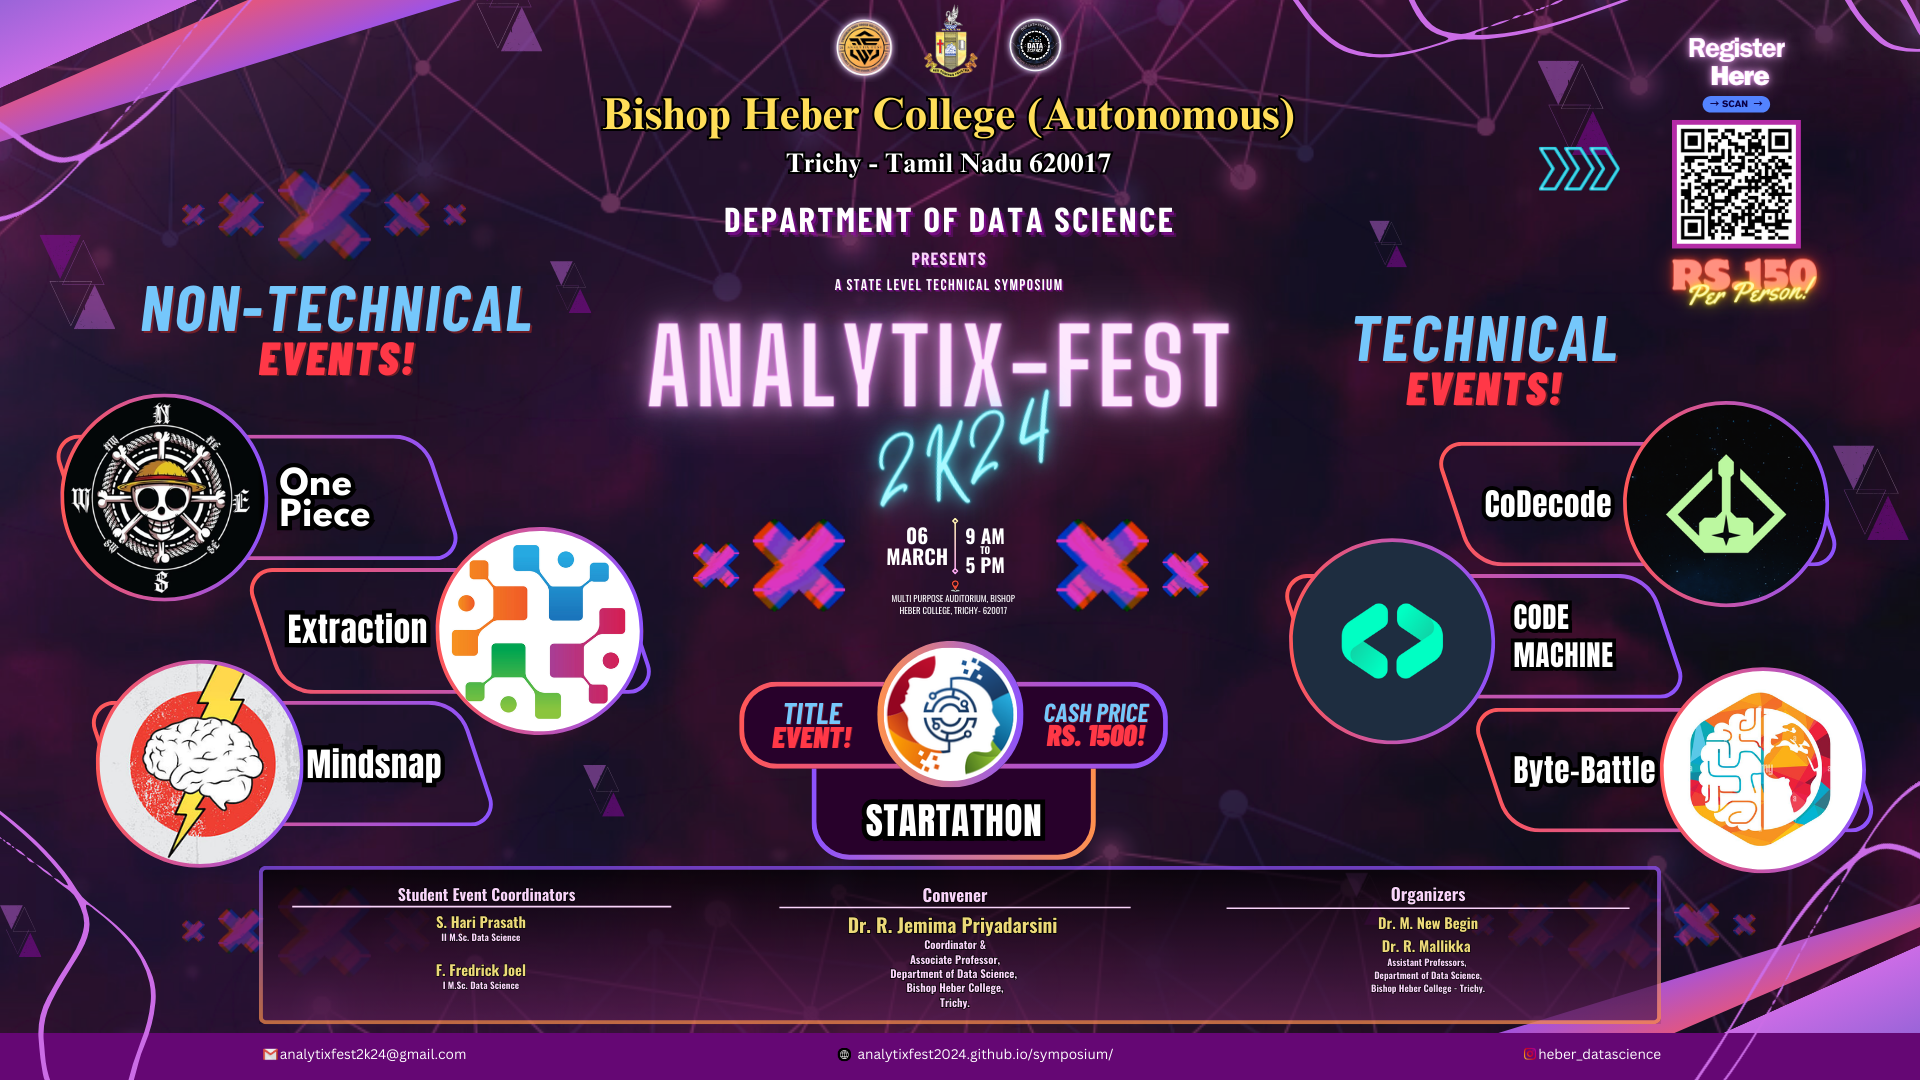 Bishop Heber College (Autonomous)
Trichy - Tamil Nadu 620017
DEPARTMENT OF DATA SCIENCE
PRESENTS
A STATE LEVEL TECHNICAL SYMPOSIUM
ANALYTIX-FEST
2K24
06
MARCH
9 AM
TO
5 PM
MULTI PURPOSE AUDITORIUM, BISHOP
HEBER COLLEGE, TRICHY- 620017
Register
Here
→ SCAN →
RS 150
Per Person!
NON-TECHNICAL
EVENTS!
N
W
E
S
One
Piece
Extraction
Mindsnap
TECHNICAL
EVENTS!
CoDecode
CODE
MACHINE
Byte-Battle
TITLE
EVENT!
CASH PRICE
RS. 1500!
STARTATHON
Student Event Coordinators
S. Hari Prasath
II M.Sc. Data Science
F. Fredrick Joel
I M.Sc. Data Science
Convener
Dr. R. Jemima Priyadarsini
Coordinator &
Associate Professor,
Department of Data Science,
Bishop Heber College,
Trichy.
Organizers
Dr. M. New Begin
Dr. R. Mallikka
Assistant Professors,
Department of Data Science,
Bishop Heber College - Trichy.
analytixfest2k24@gmail.com
analytixfest2024.github.io/symposium/
heber_datascience